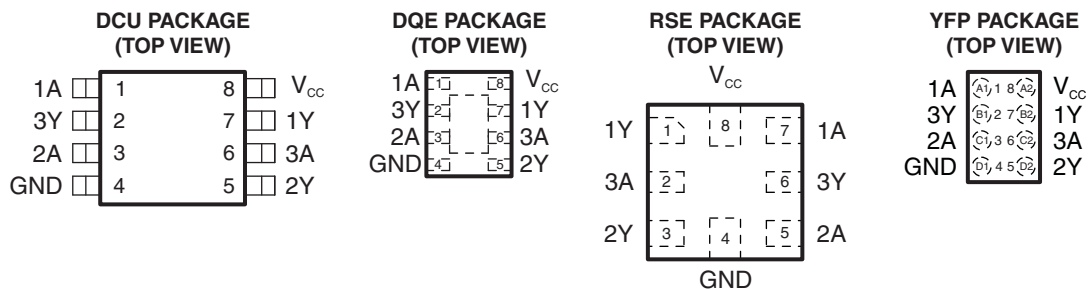 DCU PACKAGE
(TOP VIEW)
1A 1 8 VCC
3Y 2 7 1Y
2A 3 6 3A
GND 4 5 2Y
DQE PACKAGE
(TOP VIEW)
1A 1 8 VCC
3Y 2 7 1Y
2A 3 6 3A
GND 4 5 2Y
RSE PACKAGE
(TOP VIEW)
VCC
1Y 1 8 7 1A
3A 2 6 3Y
2Y 3 4 5 2A
GND
YFP PACKAGE
(TOP VIEW)
1A A1 1 8 A2 VCC
3Y B1 2 7 B2 1Y
2A C1 3 6 C2 3A
GND D1 4 5 D2 2Y